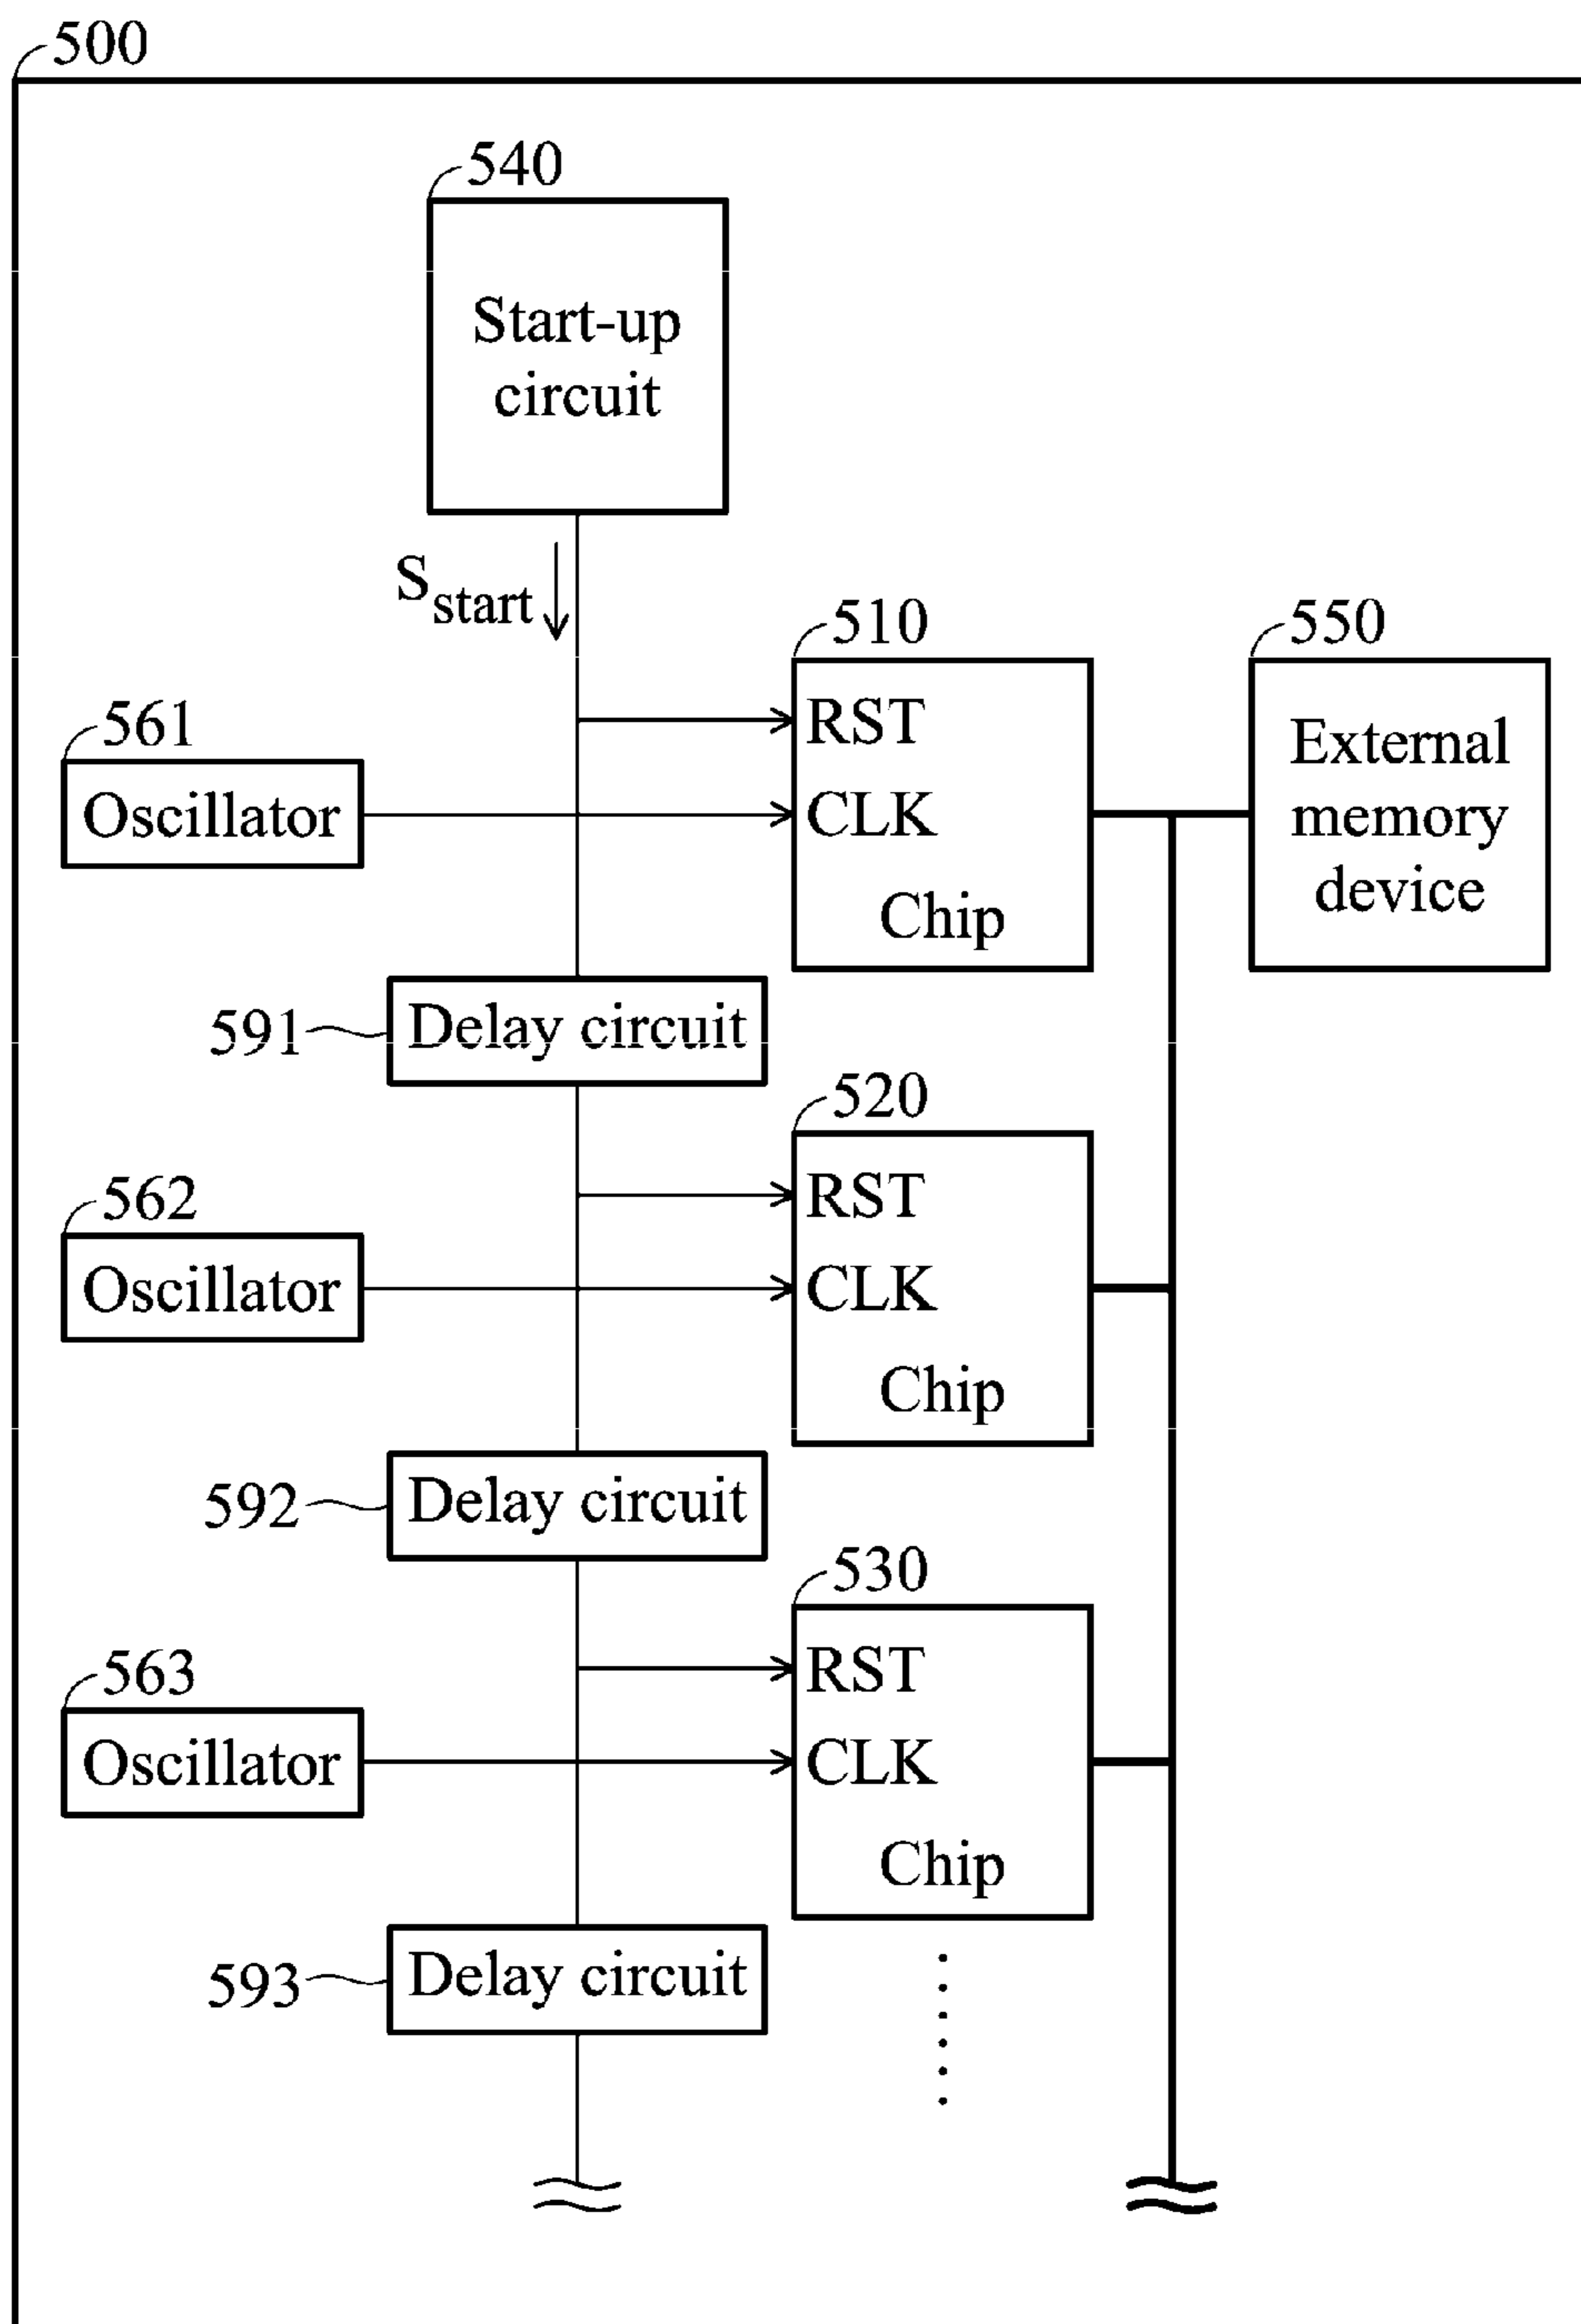 500
540
Start-up
circuit
Sstart
510
550
561
RST
External
Oscillator
CLK
memory
device
Chip
591
Delay circuit
520
562
RST
Oscillator
CLK
Chip
592
Delay circuit
530
563
RST
Oscillator
CLK
Chip
593
Delay circuit